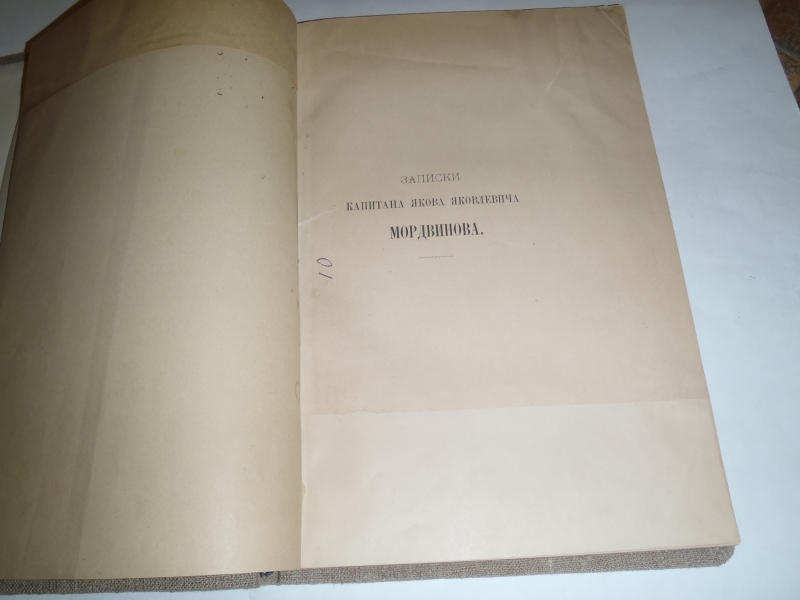 ЗАПИСКИ
КАПИТАНА ЯКОВА ЯКОВЛЕВИЧА
МОРДВИНОВА.
10